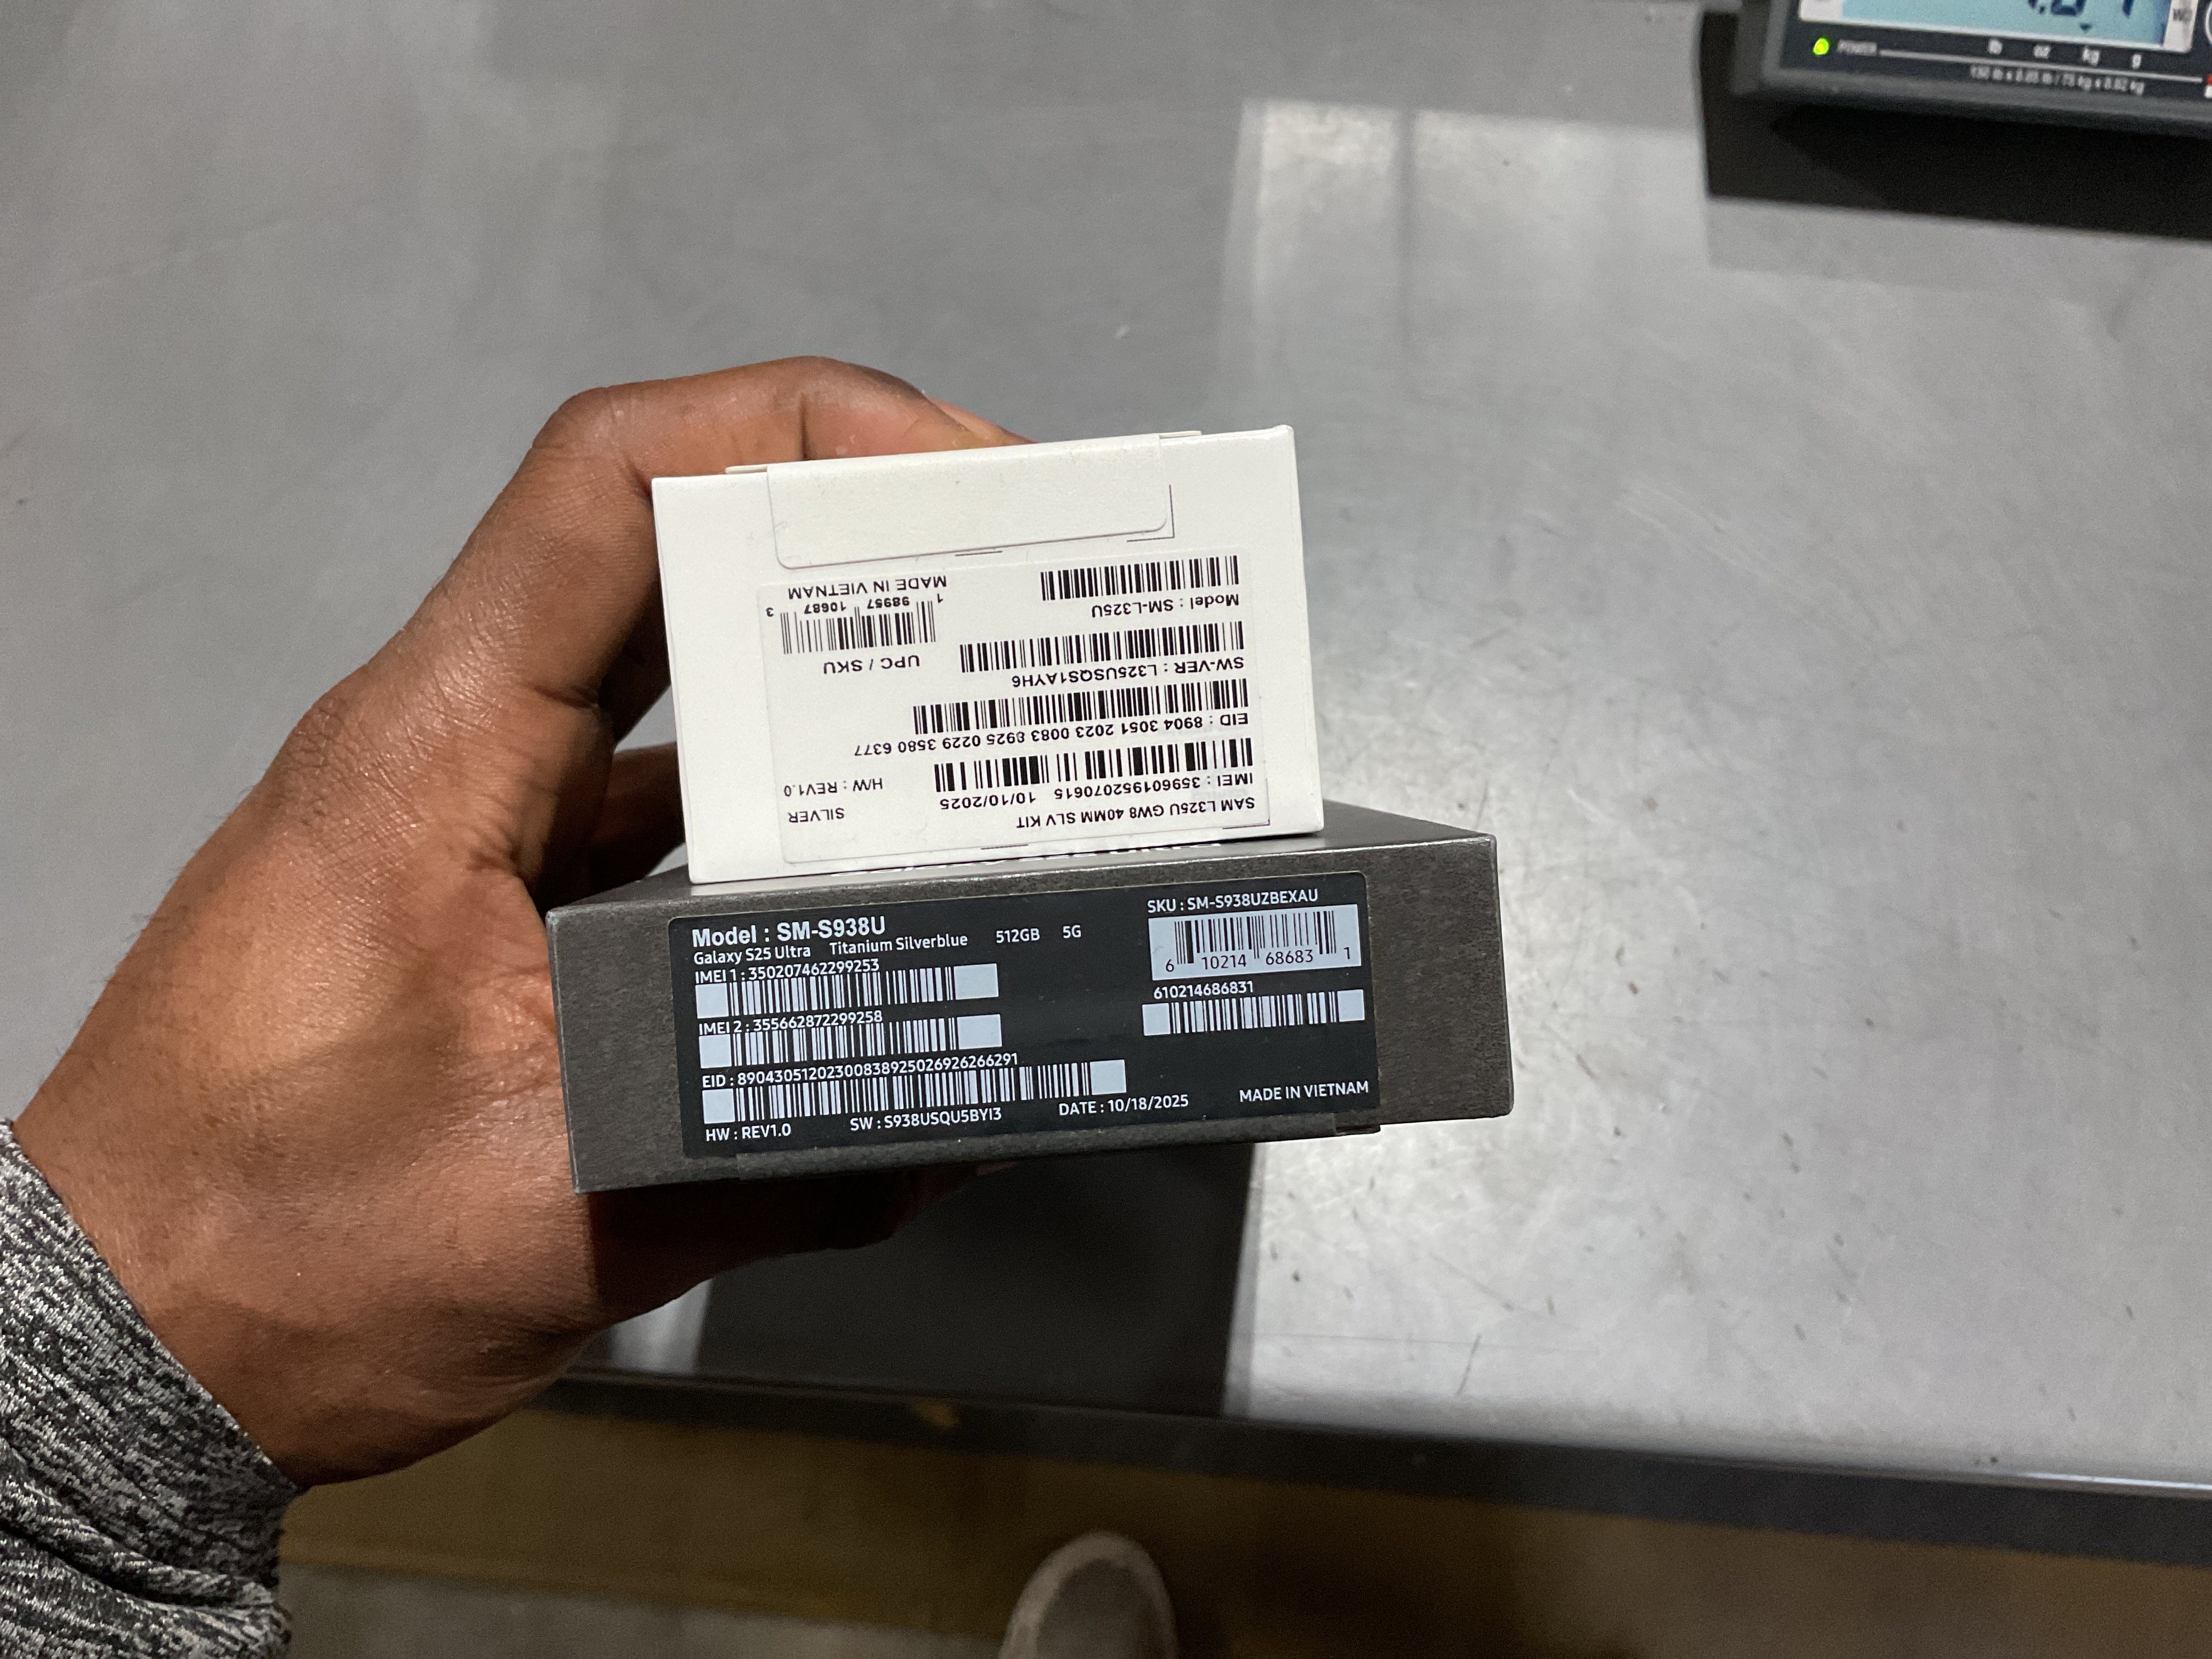 POWER lb oz kg g
SAM L325U GW8 40MM SLV KIT SILVER
IMEI : 359601952070615 10/10/2025 H/W : REV1.0
EID : 8904 3051 2023 0083 8925 0229 3580 6377
SW-VER : L325USQS1AYH6
UPC / SKU
Model : SM-L325U
1 98957 10687 3
MADE IN VIETNAM
Model : SM-S938U
Galaxy S25 Ultra Titanium Silverblue 512GB 5G
SKU : SM-S938UZBEXAU
6 10214 68683 1
610214686831
IMEI 1 : 350207462299253
IMEI 2 : 355662872299258
EID : 89043051202300838925026926266291
HW : REV1.0 SW : S938USQU5BYI3 DATE : 10/18/2025 MADE IN VIETNAM